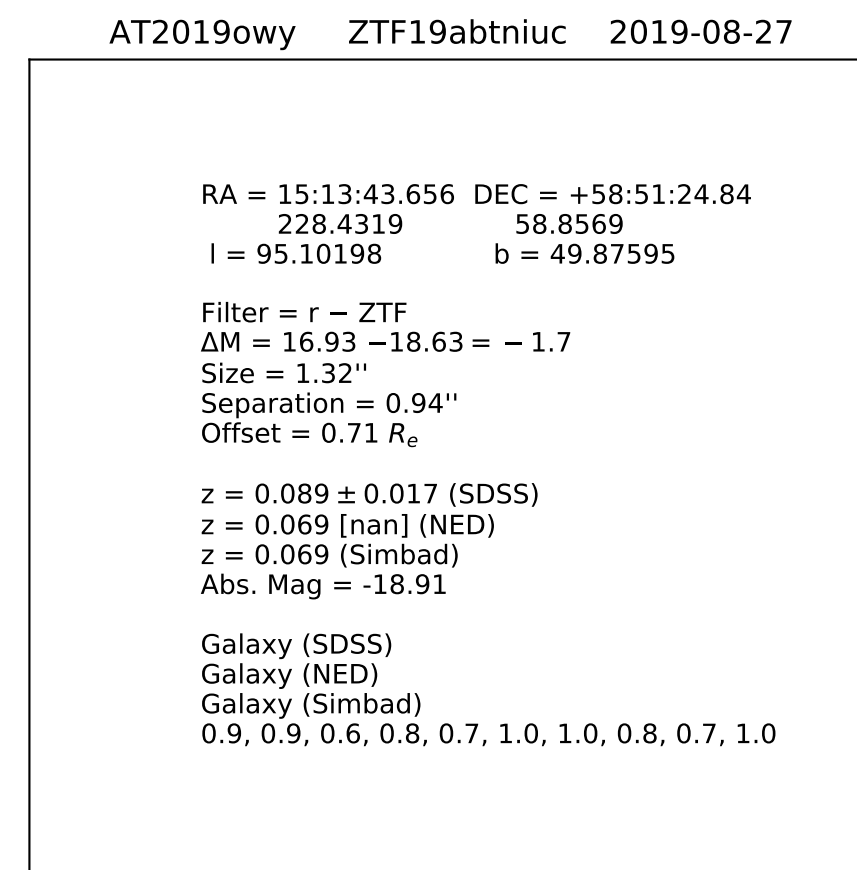 AT2019owy ZTF19abtniuc 2019-08-27
RA = 15:13:43.656 DEC = +58:51:24.84
228.4319 58.8569
l = 95.10198 b = 49.87595
Filter = r − ZTF
ΔM = 16.93 −18.63 = − 1.7
Size = 1.32''
Separation = 0.94''
Offset = 0.71 Rₑ
z = 0.089 ± 0.017 (SDSS)
z = 0.069 [nan] (NED)
z = 0.069 (Simbad)
Abs. Mag = -18.91
Galaxy (SDSS)
Galaxy (NED)
Galaxy (Simbad)
0.9, 0.9, 0.6, 0.8, 0.7, 1.0, 1.0, 0.8, 0.7, 1.0